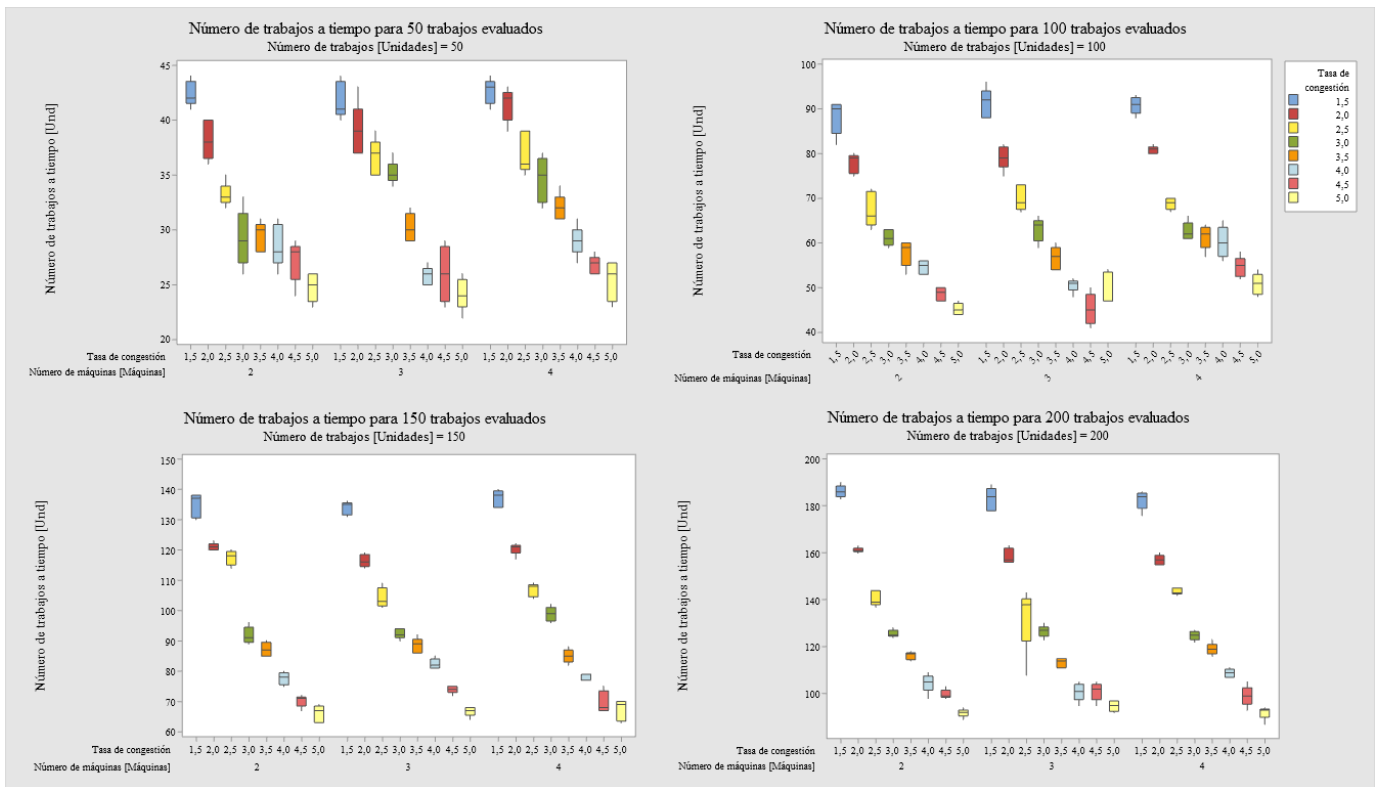 Número de trabajos a tiempo para 50 trabajos evaluados
Número de trabajos [Unidades] = 50
Número de trabajos a tiempo [Und]
45
40
35
30
25
20
Tasa de congestión 1,5 2,0 2,5 3,0 3,5 4,0 4,5 5,0 1,5 2,0 2,5 3,0 3,5 4,0 4,5 5,0 1,5 2,0 2,5 3,0 3,5 4,0 4,5 5,0
Número de máquinas [Máquinas] 2 3 4
Número de trabajos a tiempo para 100 trabajos evaluados
Número de trabajos [Unidades] = 100
Número de trabajos a tiempo [Und]
100
90
80
70
60
50
40
Tasa de congestión 1,5 2,0 2,5 3,0 3,5 4,0 4,5 5,0 1,5 2,0 2,5 3,0 3,5 4,0 4,5 5,0 1,5 2,0 2,5 3,0 3,5 4,0 4,5 5,0
Número de máquinas [Máquinas] 2 3 4
Tasa de
congestión
1,5
2,0
2,5
3,0
3,5
4,0
4,5
5,0
Número de trabajos a tiempo para 150 trabajos evaluados
Número de trabajos [Unidades] = 150
Número de trabajos a tiempo [Und]
150
140
130
120
110
100
90
80
70
60
Tasa de congestión 1,5 2,0 2,5 3,0 3,5 4,0 4,5 5,0 1,5 2,0 2,5 3,0 3,5 4,0 4,5 5,0 1,5 2,0 2,5 3,0 3,5 4,0 4,5 5,0
Número de máquinas [Máquinas] 2 3 4
Número de trabajos a tiempo para 200 trabajos evaluados
Número de trabajos [Unidades] = 200
Número de trabajos a tiempo [Und]
200
180
160
140
120
100
Tasa de congestión 1,5 2,0 2,5 3,0 3,5 4,0 4,5 5,0 1,5 2,0 2,5 3,0 3,5 4,0 4,5 5,0 1,5 2,0 2,5 3,0 3,5 4,0 4,5 5,0
Número de máquinas [Máquinas] 2 3 4